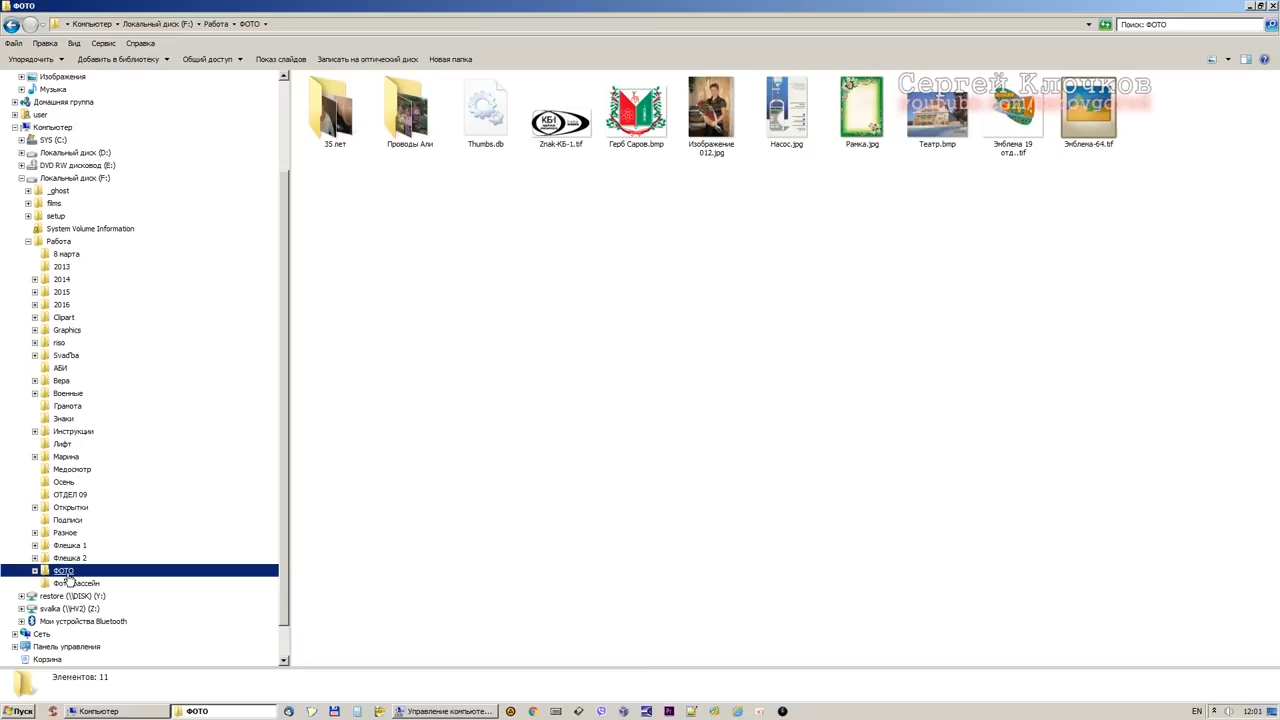 ФОТО
Компьютер
Локальный диск (F:)
Работа
ФОТО
Поиск: ФОТО
Файл Правка Вид Сервис Справка
Упорядочить
Добавить в библиотеку
Общий доступ
Показ слайдов
Записать на оптический диск
Новая папка
Изображения
Музыка
Домашняя группа
user
Компьютер
SYS (C:)
Локальный диск (D:)
DVD RW дисковод (E:)
Локальный диск (F:)
_ghost
films
setup
System Volume Information
Работа
8 марта
2013
2014
2015
2016
Clipart
Graphics
riso
Svad'ba
АБИ
Вера
Военные
Грамота
Знаки
Инструкции
Лифт
Марина
Медосмотр
Осень
ОТДЕЛ 09
Открытки
Подписи
Разное
Флешка 1
Флешка 2
ФОТО
restore (\\DISK) (Y:)
svalka (\\HV2) (Z:)
Мои устройства Bluetooth
Сеть
Панель управления
Корзина
35 лет
Проводы Али
Thumbs.db
Znak-КБ-1.tif
Герб Саров.bmp
Изображение
012.jpg
Насос.jpg
Рамка.jpg
Театр.bmp
Эмблема 19
отд..tif
Эмблема-64.tif
КБ1
Сергей Клочков
Элементов: 11
Пуск
Компьютер
ФОТО
Управление компьюте...
EN
12:01